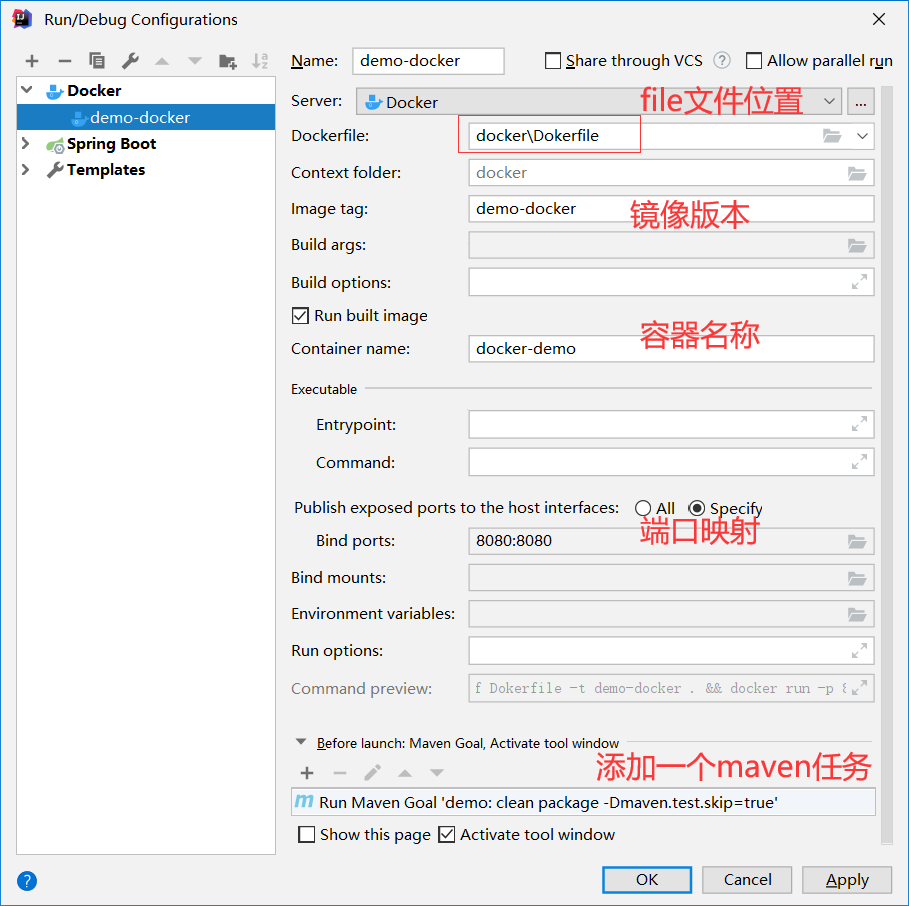 Run/Debug Configurations
Docker
demo-docker
Spring Boot
Templates
Name: demo-docker Share through VCS ? Allow parallel run
Server: Docker file文件位置 ...
Dockerfile: docker\Dokerfile
Context folder: docker
Image tag: demo-docker 镜像版本
Build args:
Build options:
Run built image
Container name: docker-demo 容器名称
Executable
Entrypoint:
Command:
Publish exposed ports to the host interfaces: All Specify
端口映射
Bind ports: 8080:8080
Bind mounts:
Environment variables:
Run options:
Command preview: f Dokerfile -t demo-docker . && docker run -p 8
Before launch: Maven Goal, Activate tool window
添加一个maven任务
m Run Maven Goal 'demo: clean package -Dmaven.test.skip=true'
Show this page Activate tool window
? OK Cancel Apply